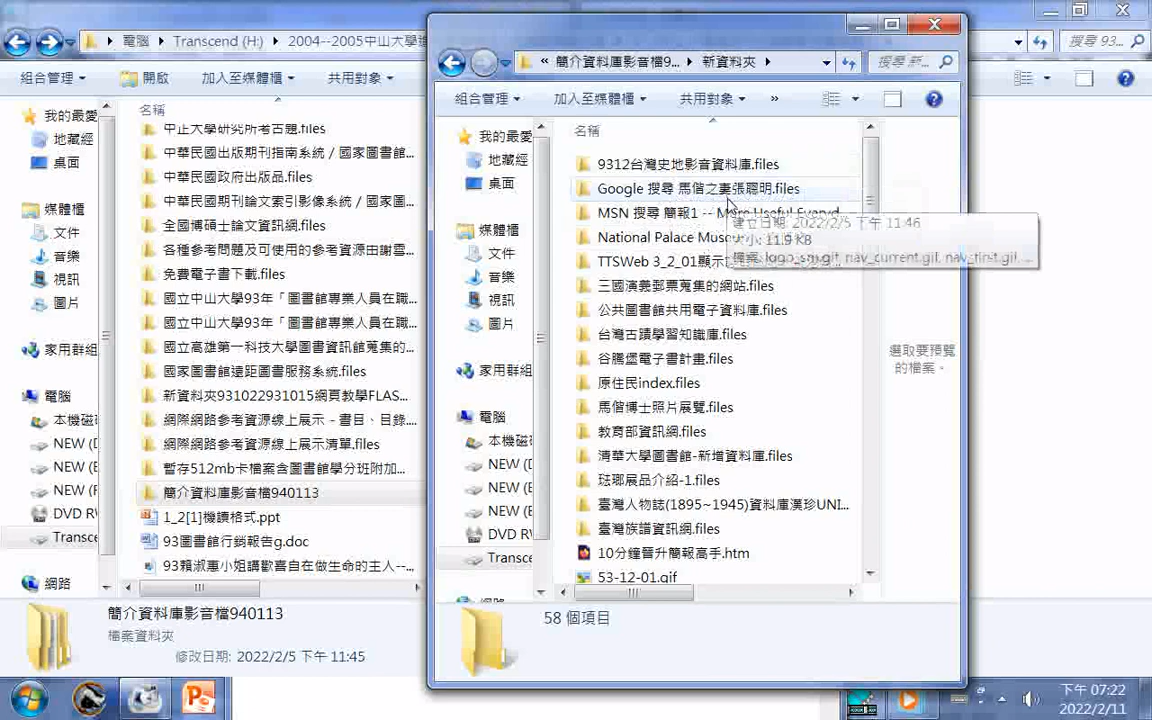 電腦 ▸ Transcend (H:) ▸ 2004--2005中山大學進
搜尋 93...
組合管理
開啟
加入至媒體櫃
共用對象
我的最愛
地藏經
桌面
媒體櫃
文件
音樂
視訊
圖片
家用群組
電腦
本機磁
NEW (D
NEW (
NEW (F
DVD RW
Transce
網路
名稱
中正大學研究所考古題.files
中華民國出版期刊指南系統 / 國家圖書館...
中華民國政府出版品.files
中華民國期刊論文索引影像系統 / 國家圖...
全國博碩士論文資訊網.files
各種參考問題及可使用的參考資源由謝雲...
免費電子書下載.files
國立中山大學93年「圖書館專業人員在職...
國立中山大學93年「圖書館專業人員在職...
國立高雄第一科技大學圖書資訊館蒐集的...
國家圖書館遠距圖書服務系統.files
新資料夾931022931015網頁教學FLAS...
網際網路參考資源線上展示 - 書目、目錄...
網際網路參考資源線上展示清單.files
暫存512mb卡檔案含圖書館學分班附加...
簡介資料庫影音檔940113
1_2[1]機讀格式.ppt
93圖書館行銷報告g.doc
93賴淑惠小姐講歡喜自在做生命的主人--...
簡介資料庫影音檔940113
檔案資料夾
修改日期: 2022/2/5 下午 11:45
« 簡介資料庫影音檔9... ▸ 新資料夾 ▸
搜尋 新...
組合管理
加入至媒體櫃
共用對象
»
我的最愛
地藏經
桌面
媒體櫃
文件
音樂
視訊
圖片
家用群組
電腦
本機磁
NEW (D
NEW (
NEW (F
DVD RW
Transce
名稱
9312台灣史地影音資料庫.files
Google 搜尋 馬偕之妻張聰明.files
MSN 搜尋 簡報1 -- More Useful Everyd
National Palace Museu
TTSWeb 3_2_01顯示
三國演義郵票蒐集的網站.files
公共圖書館共用電子資料庫.files
台灣古蹟學習知識庫.files
谷騰堡電子書計畫.files
原住民index.files
馬偕博士照片展覽.files
教育部資訊網.files
清華大學圖書館-新增資料庫.files
琺瑯展品介紹-1.files
臺灣人物誌(1895~1945)資料庫漢珍UNI...
臺灣族譜資訊網.files
10分鐘晉升簡報高手.htm
53-12-01.gif
建立日期: 2022/2/5 下午 11:46
大小: 11.9 KB
檔案: logo_sm.gif, nav_current.gif, nav_first.gif, ...
選取要預覽
的檔案。
58 個項目
下午 07:22
2022/2/11